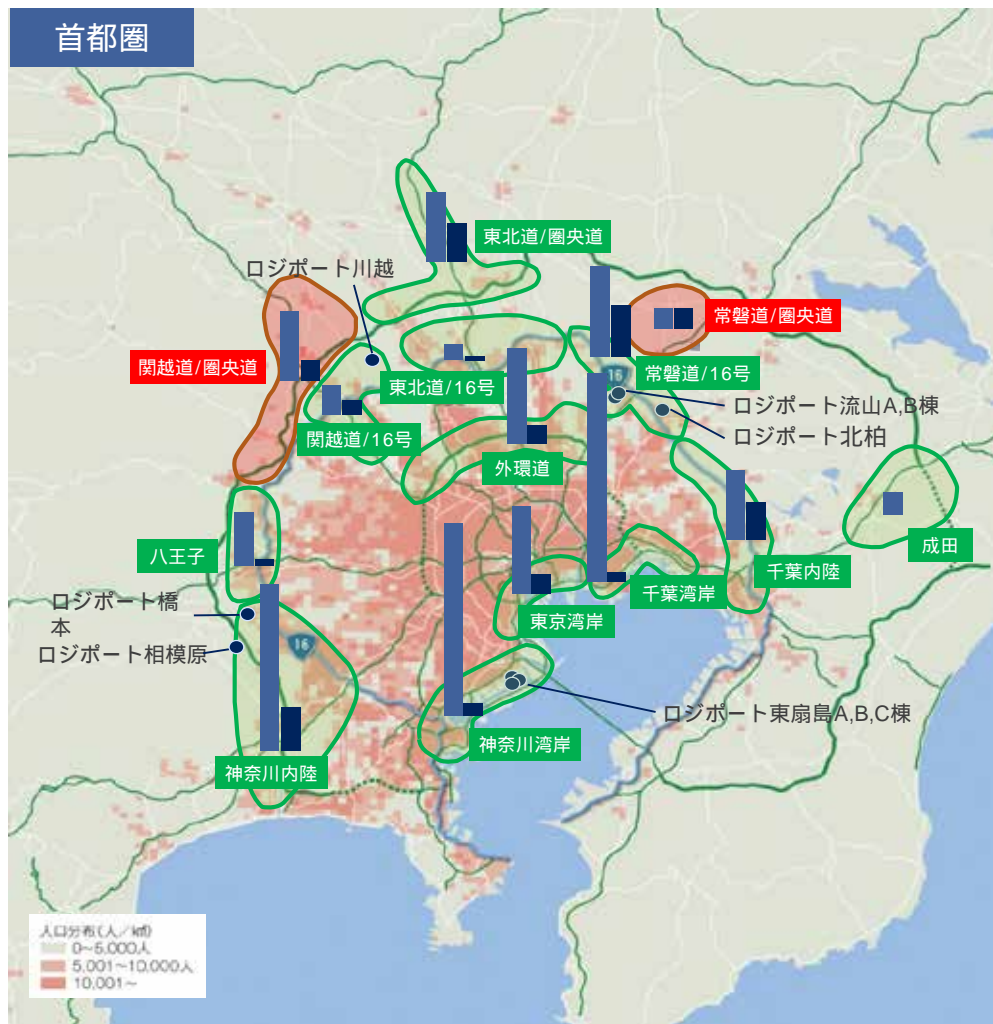 首都圏
東北道/圏央道
ロジポート川越
常磐道/圏央道
関越道/圏央道
16
常磐道/16号
東北道/16号
ロジポート流山A,B棟
ロジポート北柏
関越道/16号
外環道
成田
八王子
千葉内陸
千葉湾岸
ロジポート橋
本
東京湾岸
ロジポート相模原
16
ロジポート東扇島A,B,C棟
神奈川湾岸
神奈川内陸
人口分布(人/㎢)
0~5,000人
5,001~10,000人
10,001~